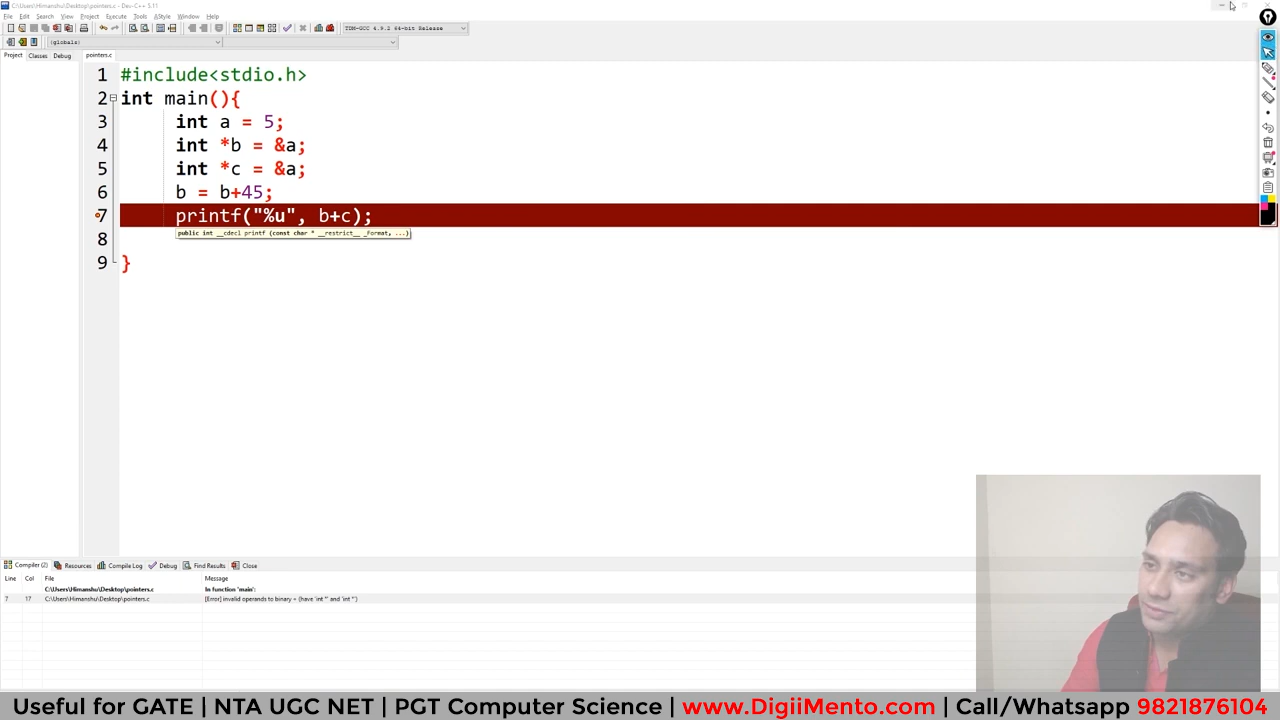 C:\Users\Himanshu\Desktop\pointers.c - Dev-C++ 5.11
File Edit Search View Project Execute Tools AStyle Window Help
TDM-GCC 4.9.2 64-bit Release
(globals)
Project Classes Debug pointers.c
1 #include<stdio.h>
2 int main(){
3 int a = 5;
4 int *b = &a;
5 int *c = &a;
6 b = b+45;
7 printf("%u", b+c);
public int __cdecl printf (const char * __restrict__ _Format, ...)
8
9 }
Compiler (2) Resources Compile Log Debug Find Results Close
Line Col File Message
C:\Users\Himanshu\Desktop\pointers.c In function 'main':
7 17 C:\Users\Himanshu\Desktop\pointers.c [Error] invalid operands to binary + (have 'int *' and 'int *')
Useful for GATE | NTA UGC NET | PGT Computer Science | www.DigiiMento.com | Call/Whatsapp 9821876104